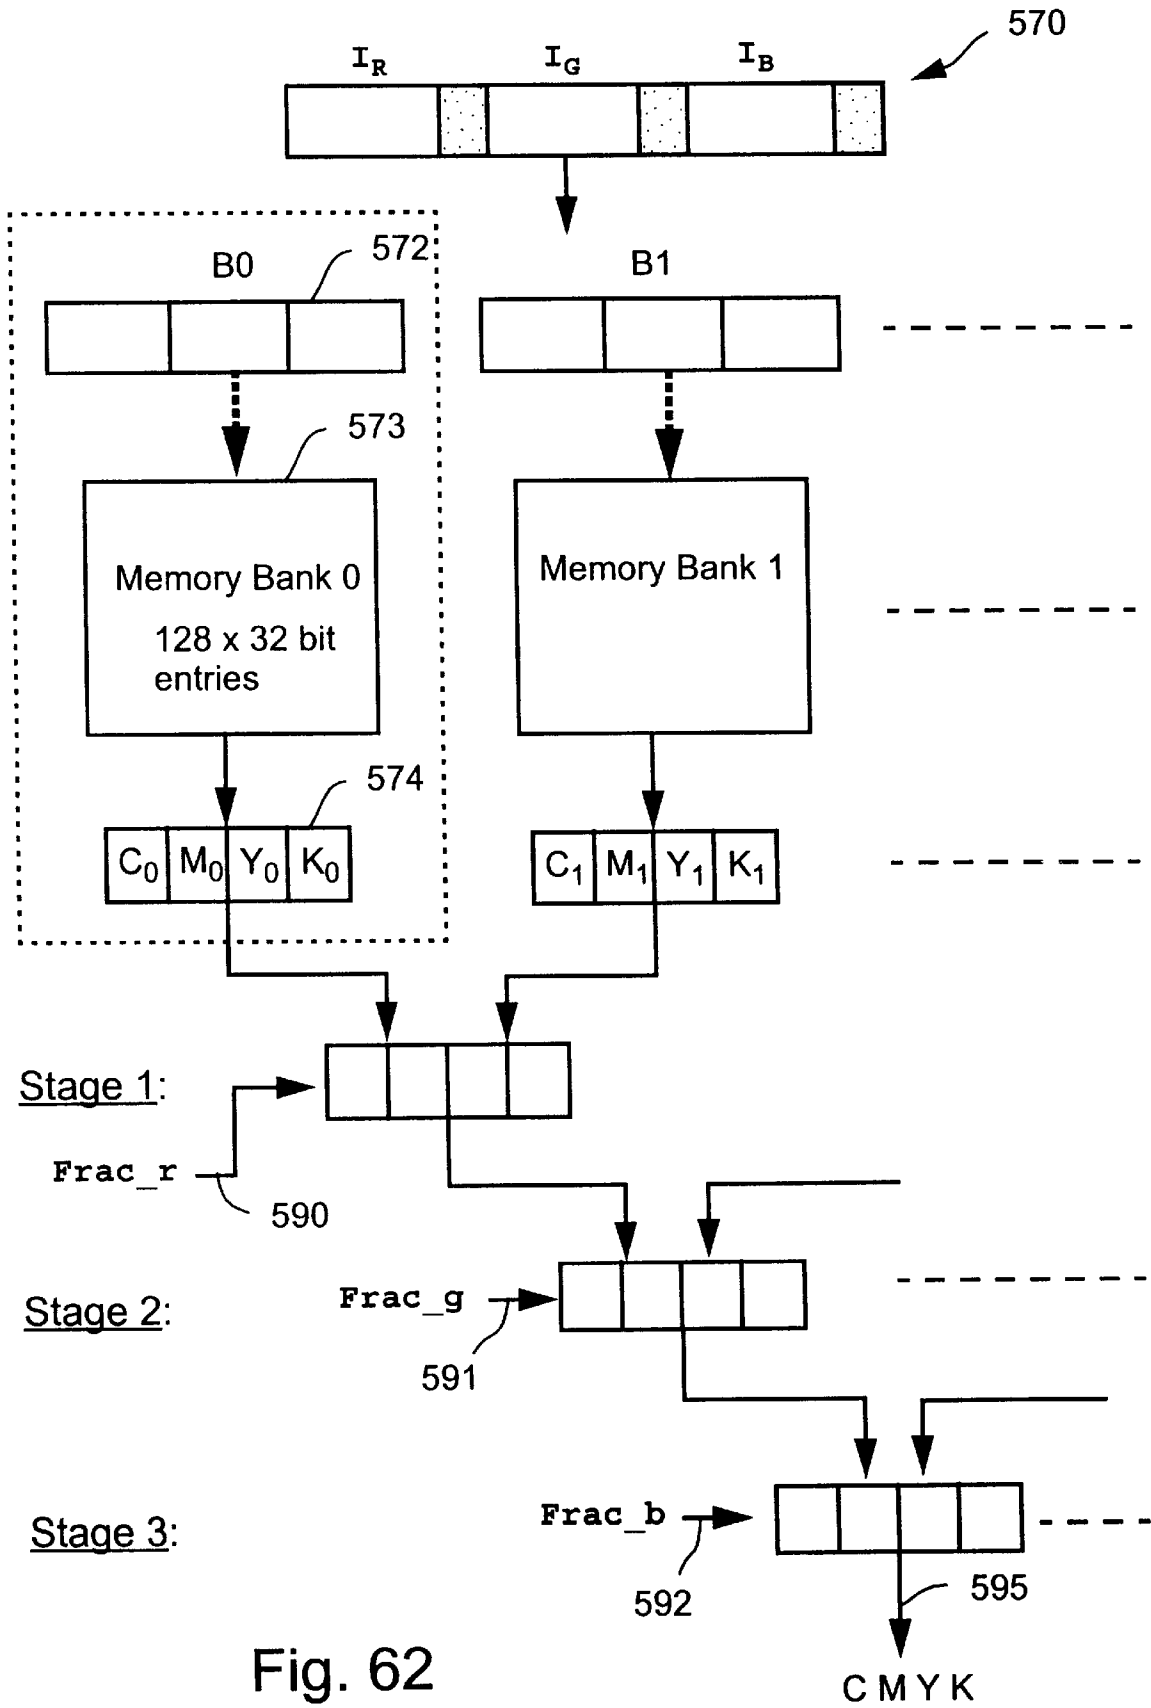 570
I_R I_G I_B
B0 572 B1
573
Memory Bank 0
128 x 32 bit
entries
Memory Bank 1
574
C_0 M_0 Y_0 K_0 C_1 M_1 Y_1 K_1
Stage 1:
Frac_r
590
Stage 2: Frac_g
591
Stage 3: Frac_b
592 595
Fig. 62 C M Y K